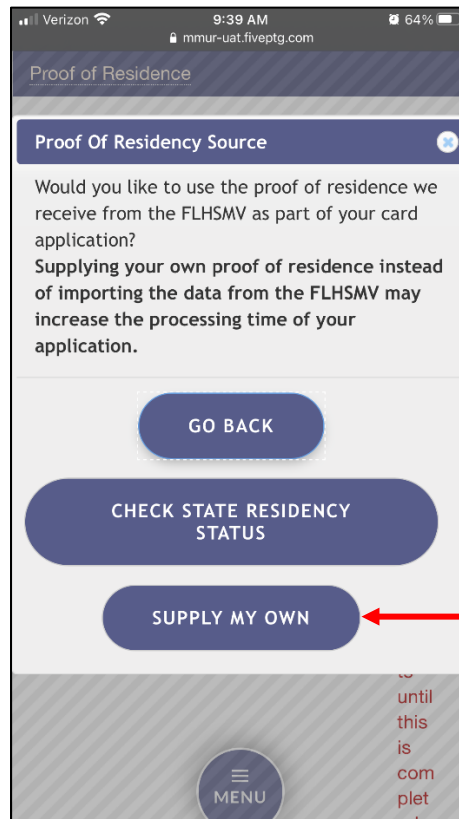 Verizon 9:39 AM 64%
mmur-uat.fiveptg.com
Proof of Residence
Proof Of Residency Source
Would you like to use the proof of residence we
receive from the FLHSMV as part of your card
application?
Supplying your own proof of residence instead
of importing the data from the FLHSMV may
increase the processing time of your
application.
GO BACK
CHECK STATE RESIDENCY
STATUS
SUPPLY MY OWN
until
this
is
com
plet
MENU